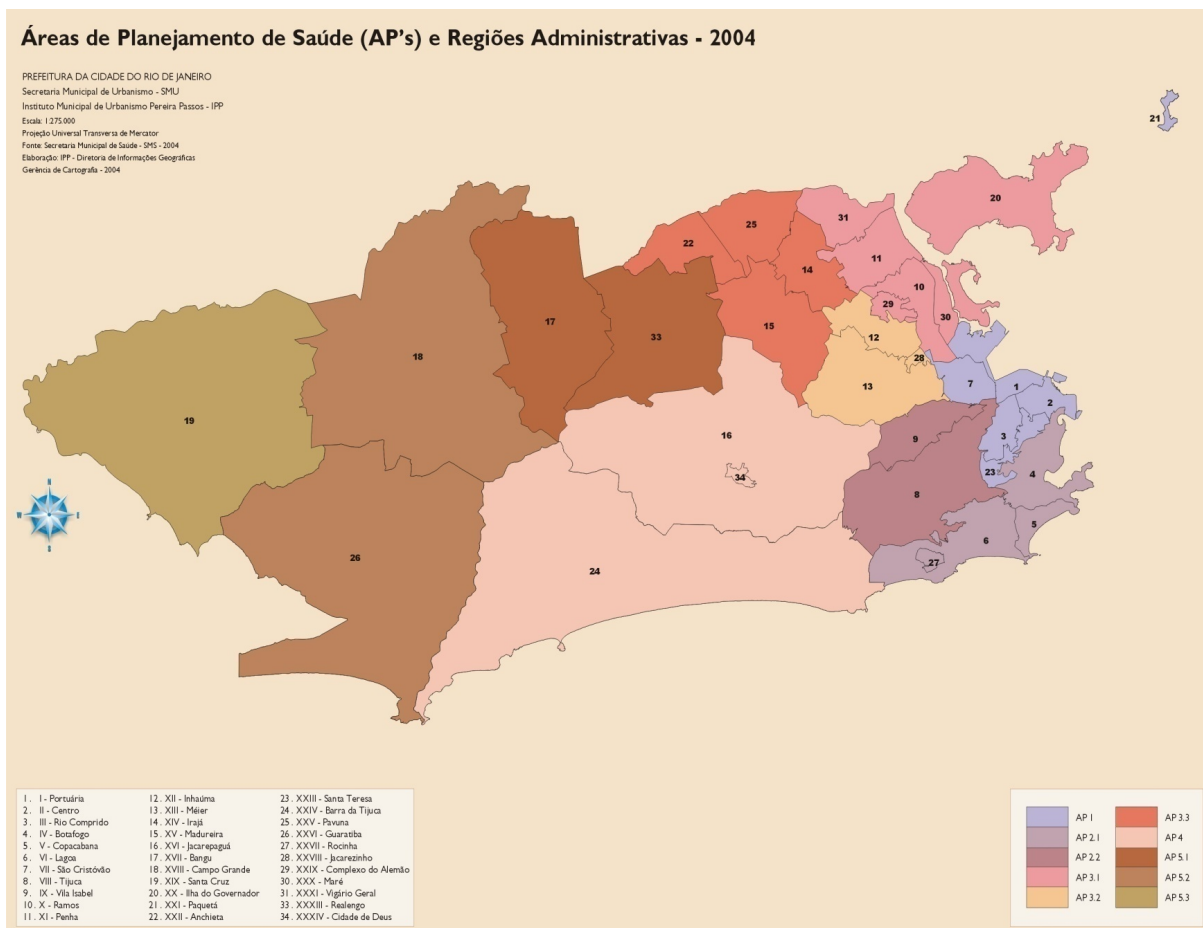 Áreas de Planejamento de Saúde (AP's) e Regiões Administrativas - 2004
PREFEITURA DA CIDADE DO RIO DE JANEIRO
Secretaria Municipal de Urbanismo - SMU
Instituto Municipal de Urbanismo Pereira Passos - IPP
Escala: 1:275.000
Projeção Universal Transversa de Mercator
Fonte: Secretaria Municipal de Saúde - SMS - 2004
Elaboração: IPP - Diretoria de Informações Geográficas
Gerência de Cartografia - 2004
21
20
31
25
22
11
14
10
29
30
17
15
33
12
28
18
13
7
1
2
19
16
9
3
34
23
4
8
5
6
26
24
27
N
W
E
S
1. I - Portuária
2. II - Centro
3. III - Rio Comprido
4. IV - Botafogo
5. V - Copacabana
6. VI - Lagoa
7. VII - São Cristóvão
8. VIII - Tijuca
9. IX - Vila Isabel
10. X - Ramos
11. XI - Penha
12. XII - Inhaúma
13. XIII - Méier
14. XIV - Irajá
15. XV - Madureira
16. XVI - Jacarepaguá
17. XVII - Bangu
18. XVIII - Campo Grande
19. XIX - Santa Cruz
20. XX - Ilha do Governador
21. XXI - Paquetá
22. XXII - Anchieta
23. XXIII - Santa Teresa
24. XXIV - Barra da Tijuca
25. XXV - Pavuna
26. XXVI - Guaratiba
27. XXVII - Rocinha
28. XXVIII - Jacarezinho
29. XXIX - Complexo do Alemão
30. XXX - Maré
31. XXXI - Vigário Geral
33. XXXIII - Realengo
34. XXXIV - Cidade de Deus
AP 1
AP 2.1
AP 2.2
AP 3.1
AP 3.2
AP 3.3
AP 4
AP 5.1
AP 5.2
AP 5.3